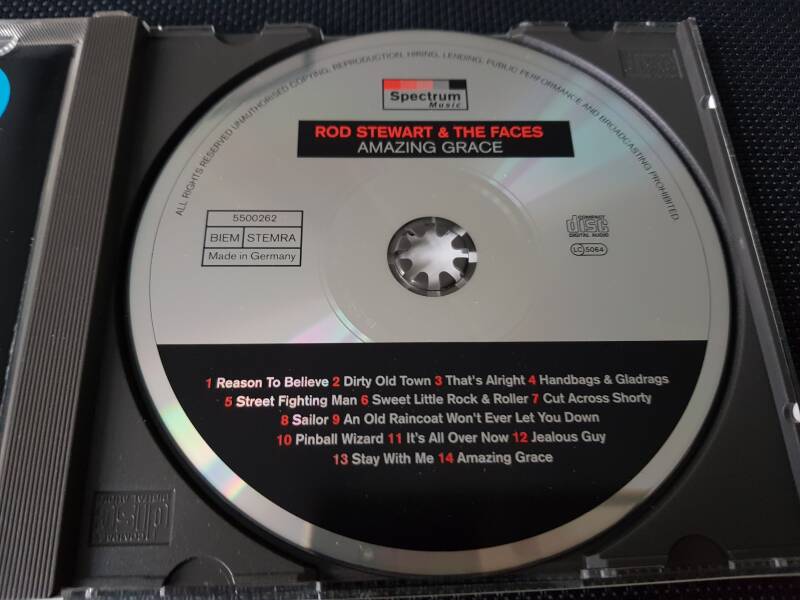 ALL RIGHTS RESERVED UNAUTHORISED COPYING, REPRODUCTION, HIRING, LENDING, PUBLIC PERFORMANCE AND BROADCASTING PROHIBITED.
Spectrum
Music
ROD STEWART & THE FACES
AMAZING GRACE
5500262
BIEM STEMRA
Made in Germany
COMPACT
disc
DIGITAL AUDIO
LC 5064
1 Reason To Believe 2 Dirty Old Town 3 That's Alright 4 Handbags & Gladrags
5 Street Fighting Man 6 Sweet Little Rock & Roller 7 Cut Across Shorty
8 Sailor 9 An Old Raincoat Won't Ever Let You Down
10 Pinball Wizard 11 It's All Over Now 12 Jealous Guy
13 Stay With Me 14 Amazing Grace
disc